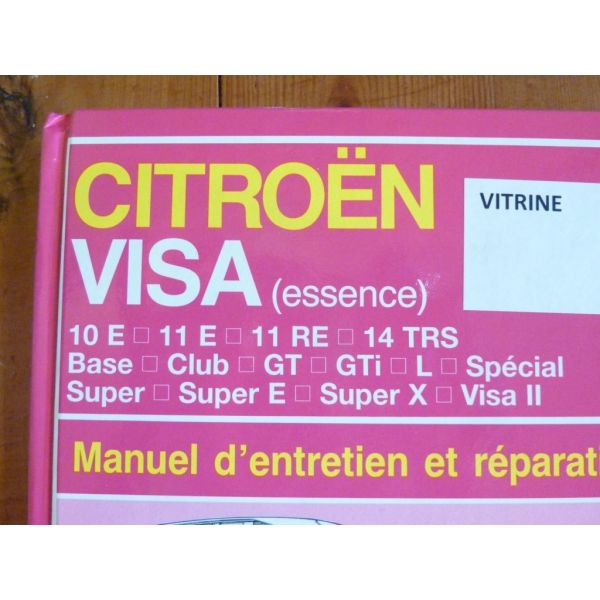 CITROËN
VITRINE
VISA (essence)
10 E □ 11 E □ 11 RE □ 14 TRS
Base □ Club □ GT □ GTi □ L □ Spécial
Super □ Super E □ Super X □ Visa II
Manuel d'entretien et réparati